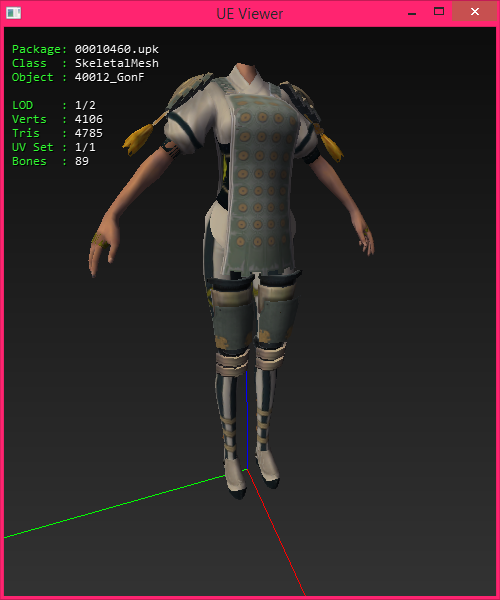 UE Viewer
Package: 00010460.upk
Class : SkeletalMesh
Object : 40012_GonF
LOD : 1/2
Verts : 4106
Tris : 4785
UV Set : 1/1
Bones : 89